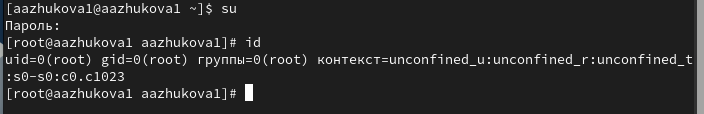 [aazhukova1@aazhukova1 ~]$ su
Пароль:
[root@aazhukova1 aazhukova1]# id
uid=0(root) gid=0(root) группы=0(root) контекст=unconfined_u:unconfined_r:unconfined_t
:s0-s0:c0.c1023
[root@aazhukova1 aazhukova1]#